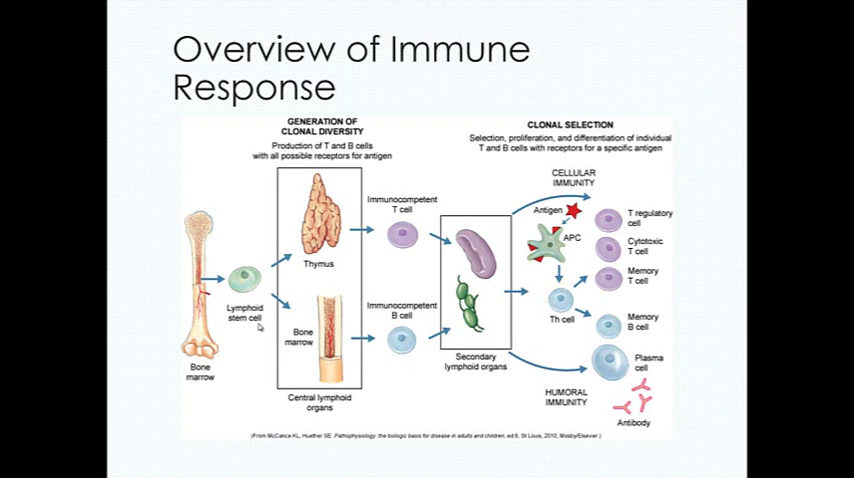 Overview of Immune
Response
GENERATION OF
CLONAL DIVERSITY
Production of T and B cells
with all possible receptors for antigen
CLONAL SELECTION
Selection, proliferation, and differentiation of individual
T and B cells with receptors for a specific antigen
CELLULAR
IMMUNITY
Immunocompetent
T cell
Antigen
APC
T regulatory
cell
Cytotoxic
T cell
Memory
T cell
Thymus
Lymphoid
stem cell
Immunocompetent
B cell
Th cell
Memory
B cell
Bone
marrow
Bone
marrow
Secondary
lymphoid organs
Plasma
cell
Central lymphoid
organs
HUMORAL
IMMUNITY
Antibody
(From McCance KL, Huether SE: Pathophysiology: the biologic basis for disease in adults and children, ed 6, St Louis, 2010, Mosby/Elsevier.)